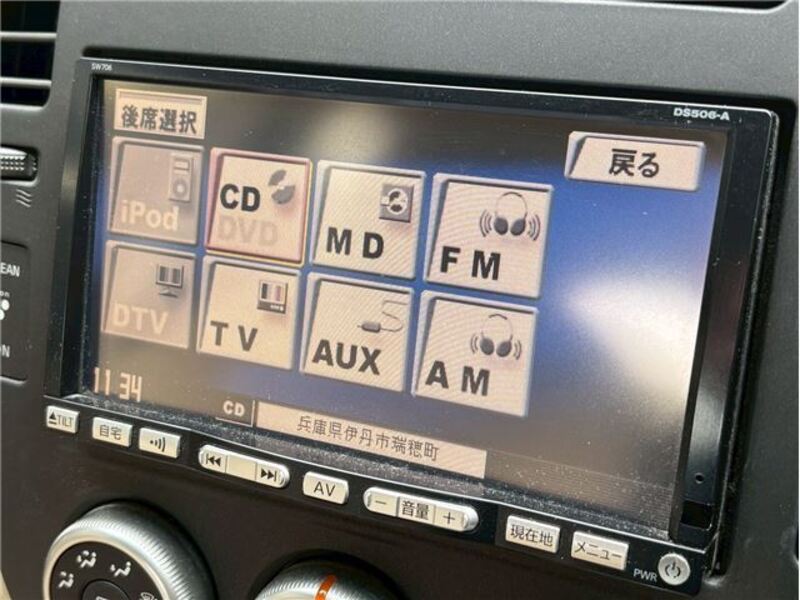 SW706
DS506-A
後席選択
戻る
iPod
CD
DVD
MD
FM
DTV
TV
AUX
AM
11:34
CD
兵庫県伊丹市瑞穂町
TILT
自宅
AV
− 音量 +
現在地
メニュー
PWR